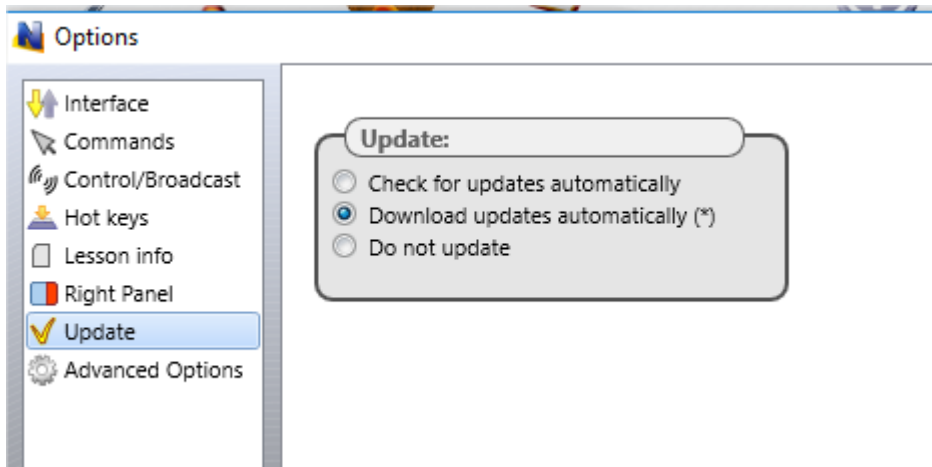 Options
Interface
Commands
Control/Broadcast
Hot keys
Lesson info
Right Panel
Update
Advanced Options
Update:
Check for updates automatically
Download updates automatically (*)
Do not update